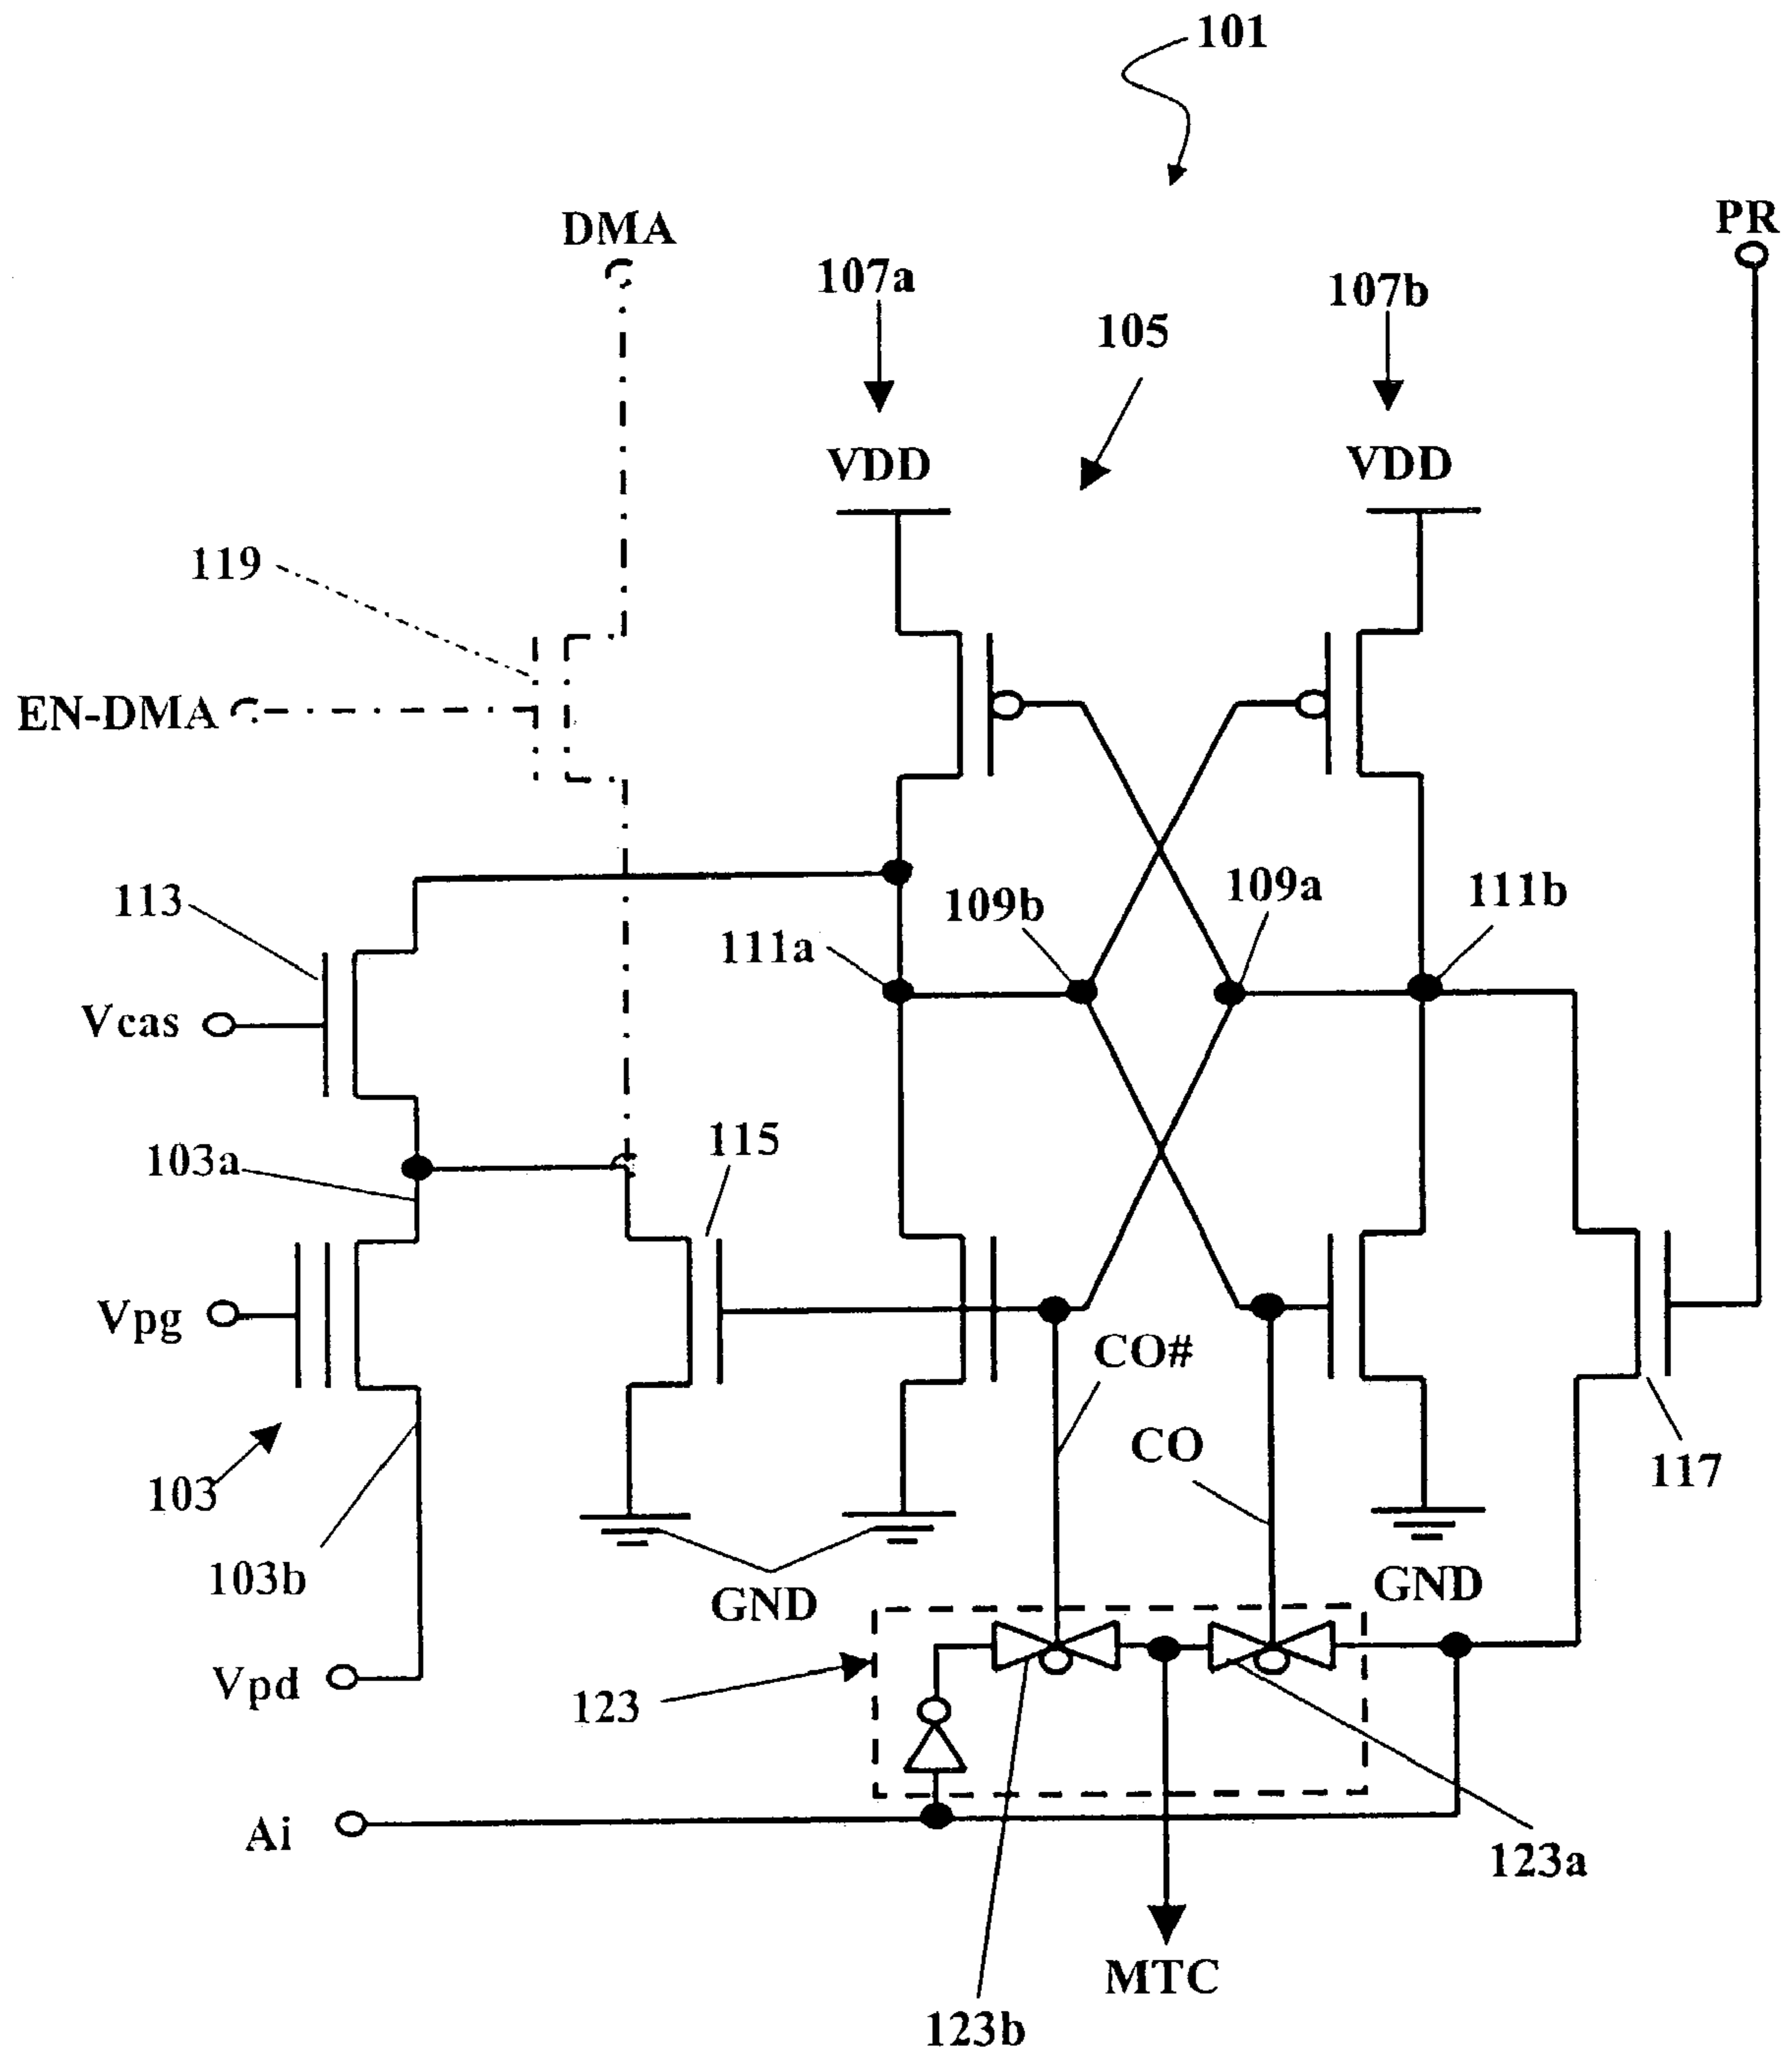 101
DMA
PR
107a
107b
105
VDD
VDD
119
EN-DMA
113
109b
109a
111b
111a
Vcas
115
103a
Vpg
CO#
CO
103
117
103b
GND
GND
Vpd
123
Ai
123a
MTC
123b